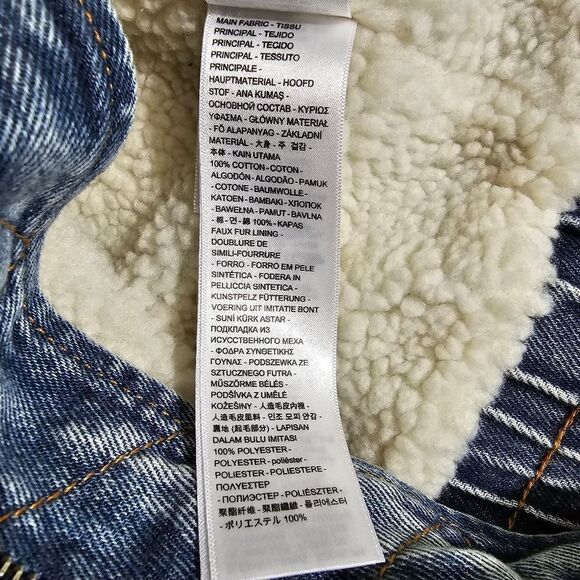 MAIN FABRIC - TISSU
PRINCIPAL - TEJIDO
PRINCIPAL - TECIDO
PRINCIPAL - TESSUTO
PRINCIPALE -
HAUPTMATERIAL - HOOFD
STOF - ANA KUMAŞ -
ОСНОВНОЙ СОСТАВ - ΚΥΡΙΟΣ
ΥΦΑΣΜΑ - GŁÓWNY MATERIAŁ
- FŐ ALAPANYAG - ZÁKLADNÍ
MATERIÁL - 大身 - 주 겉감 -
本体 - KAIN UTAMA
100% COTTON - COTON -
ALGODÓN - ALGODÃO - PAMUK
- COTONE - BAUMWOLLE -
KATOEN - BAMBAKI - ХЛОПОК
- BAWEŁNA - PAMUT - BAVLNA
- 棉 - 면 - 綿 100% - KAPAS
FAUX FUR LINING -
DOUBLURE DE
SIMILI-FOURRURE
- FORRO - FORRO EM PELE
SINTÉTICA - FODERA IN
PELLICCIA SINTETICA -
KUNSTPELZ FÜTTERUNG -
VOERING UIT IMITATIE BONT
- SUNİ KÜRK ASTAR -
ПОДКЛАДКА ИЗ
ИСКУССТВЕННОГО МЕХА
- ΦΟΔΡΑ ΣΥΝΘΕΤΙΚΗΣ
ΓΟΥΝΑΣ - PODSZEWKA ZE
SZTUCZNEGO FUTRA -
MŰSZŐRME BÉLÉS -
PODŠÍVKA Z UMĚLÉ
KOŽEŠINY - 人造毛皮內裡 -
人造毛皮里料 - 인조 모피 안감 -
裏地 (起毛部分) - LAPISAN
DALAM BULU IMITASI
100% POLYESTER -
POLYESTER - poliéster -
POLIÉSTER - POLIESTERE -
ΠΟΛΥΕΣΤΕΡ
- ПОЛИЭСТЕР - POLIÉSZTER -
聚酯纖維 - 聚酯纖維 - 폴리에스터
- ポリエステル 100%